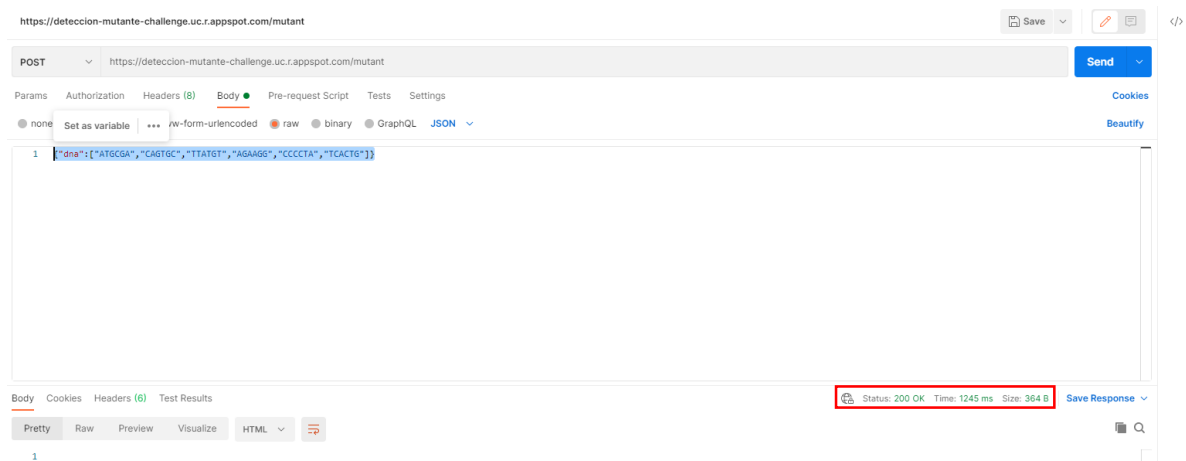 https://deteccion-mutante-challenge.uc.r.appspot.com/mutant Save </>
POST https://deteccion-mutante-challenge.uc.r.appspot.com/mutant Send
Params Authorization Headers (8) Body Pre-request Script Tests Settings Cookies
none Set as variable ••• vw-form-urlencoded raw binary GraphQL JSON Beautify
1 {"dna":["ATGCGA","CAGTGC","TTATGT","AGAAGG","CCCCTA","TCACTG"]}
Body Cookies Headers (6) Test Results Status: 200 OK Time: 1245 ms Size: 364 B Save Response
Pretty Raw Preview Visualize HTML
1